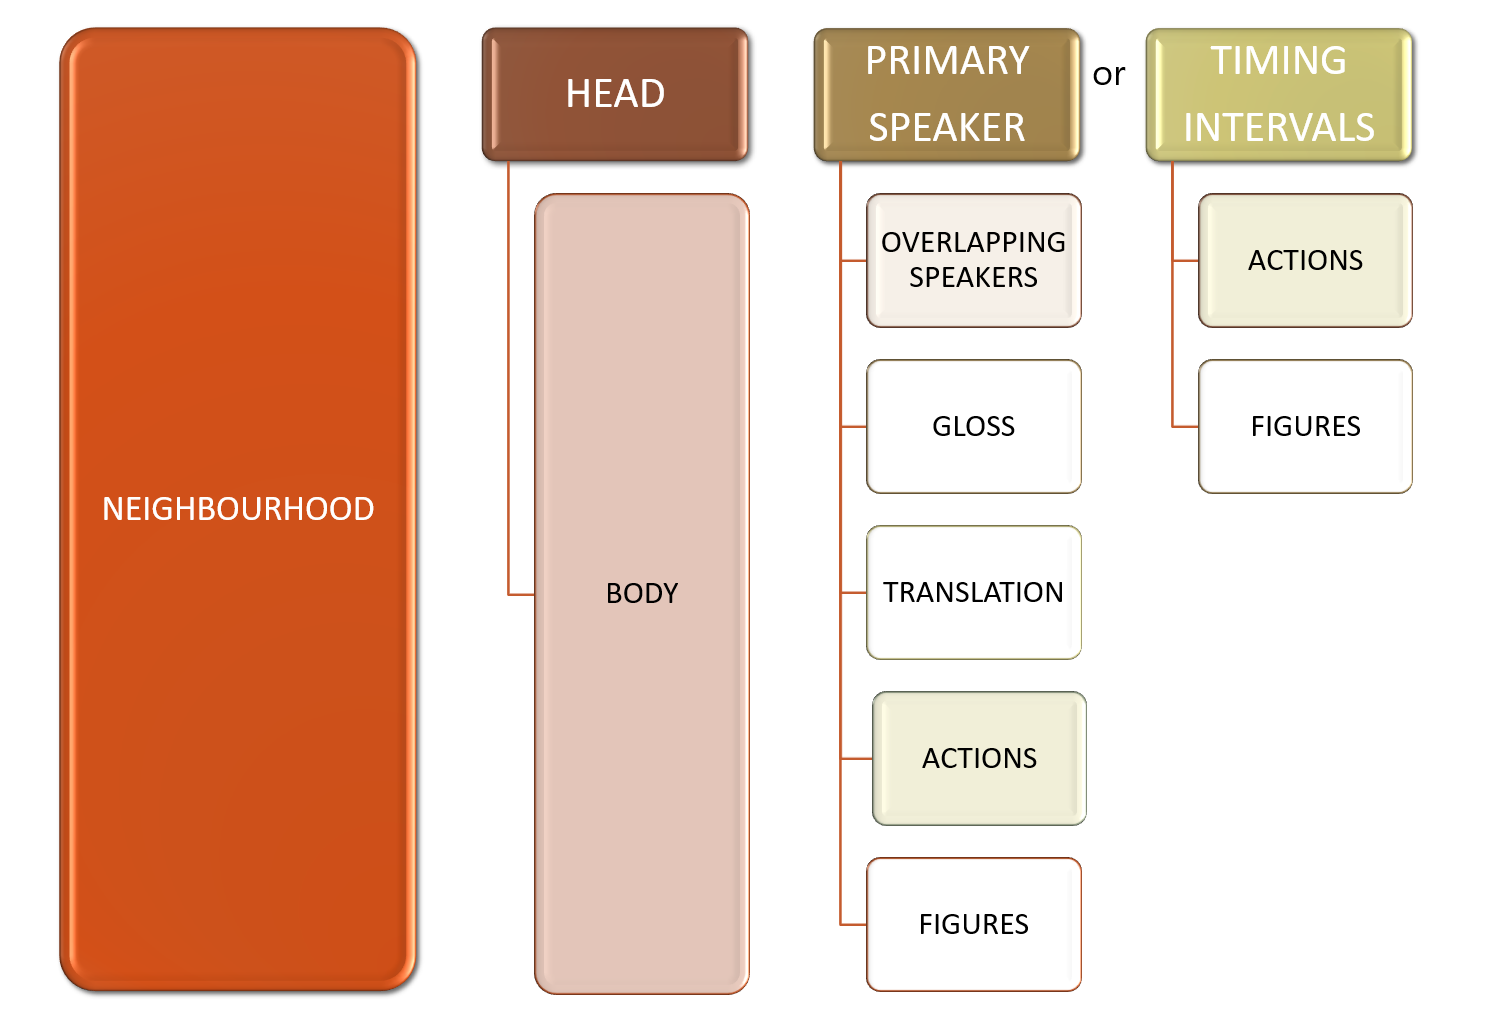 NEIGHBOURHOOD
HEAD
BODY
PRIMARY
SPEAKER
OVERLAPPING
SPEAKERS
GLOSS
TRANSLATION
ACTIONS
FIGURES
or
TIMING
INTERVALS
ACTIONS
FIGURES